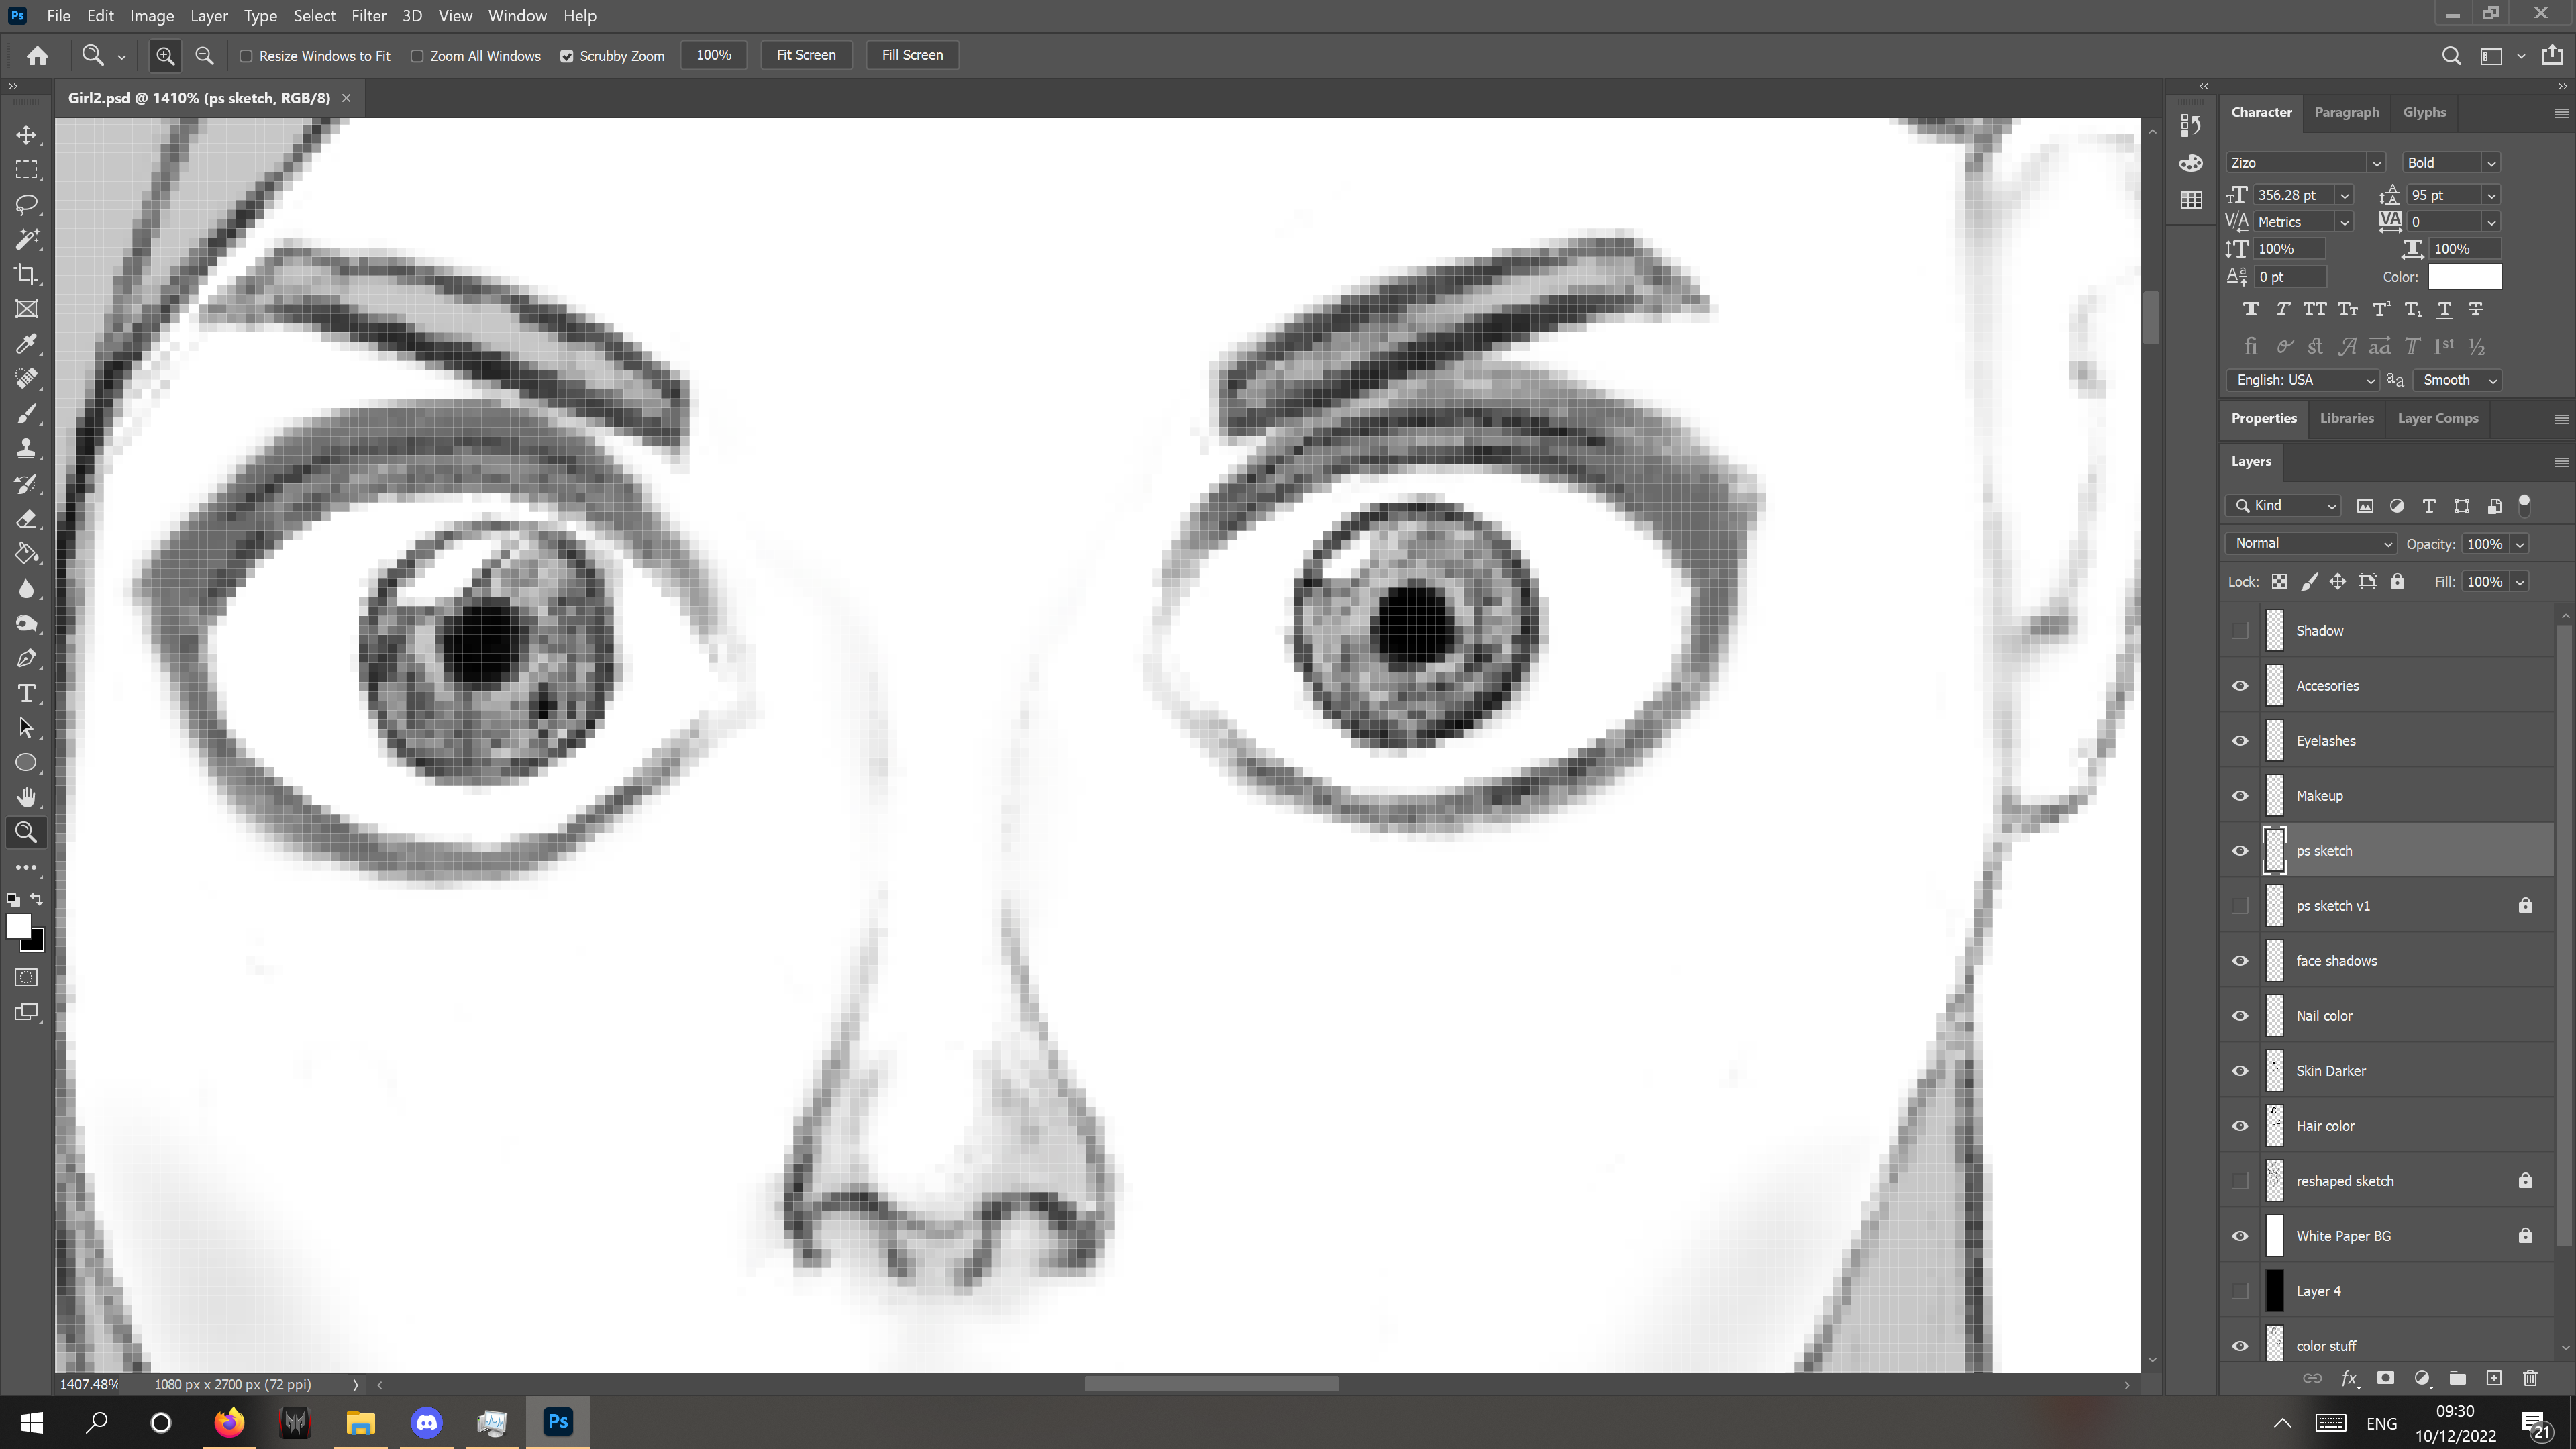 Ps File Edit Image Layer Type Select Filter 3D View Window Help
Resize Windows to Fit Zoom All Windows Scrubby Zoom 100% Fit Screen Fill Screen
Girl2.psd @ 1410% (ps sketch, RGB/8) ×
Character Paragraph Glyphs
Zizo Bold
356.28 pt 95 pt
Metrics 0
100% 100%
0 pt Color:
English: USA aa Smooth
Properties Libraries Layer Comps
Layers
Kind
Normal Opacity: 100%
Lock: Fill: 100%
Shadow
Accesories
Eyelashes
Makeup
ps sketch
ps sketch v1
face shadows
Nail color
Skin Darker
Hair color
reshaped sketch
White Paper BG
Layer 4
color stuff
1407.48% 1080 px x 2700 px (72 ppi)
fx
Ps
ENG
09:30
10/12/2022
21